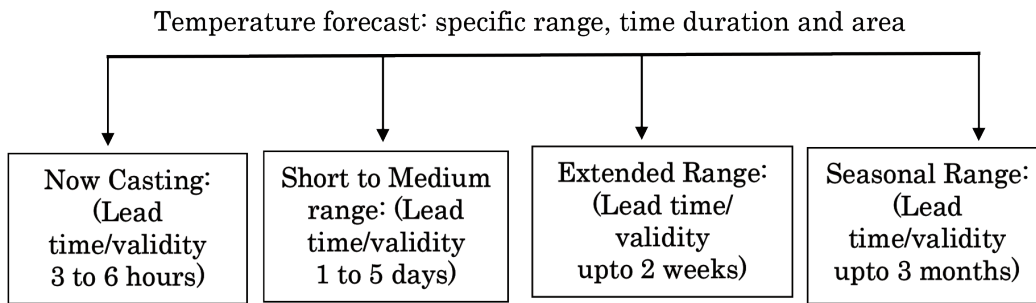 Temperature forecast: specific range, time duration and area
Now Casting:
(Lead
time/validity
3 to 6 hours)
Short to Medium
range: (Lead
time/validity
1 to 5 days)
Extended Range:
(Lead time/
validity
upto 2 weeks)
Seasonal Range:
(Lead
time/validity
upto 3 months)